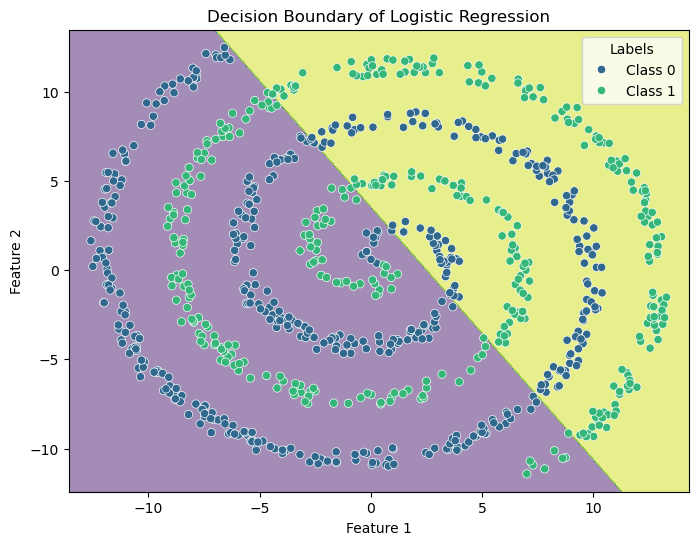 Decision Boundary of Logistic Regression
Labels
Class 0
Class 1
10
5
0
−5
−10
Feature 2
−10
−5
0
5
10
Feature 1